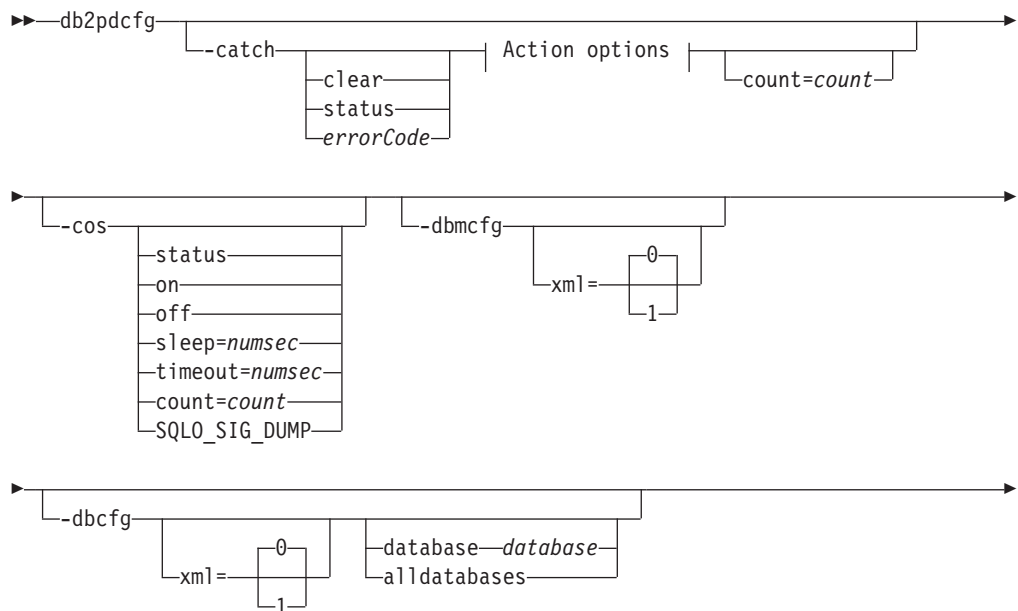 db2pdcfg
-catch
Action options
clear
count=count
status
errorCode
-cos
-dbmcfg
status
0
on
xml=
off
1
sleep=numsec
timeout=numsec
count=count
SQLO_SIG_DUMP
-dbcfg
0
database database
xml=
alldatabases
1